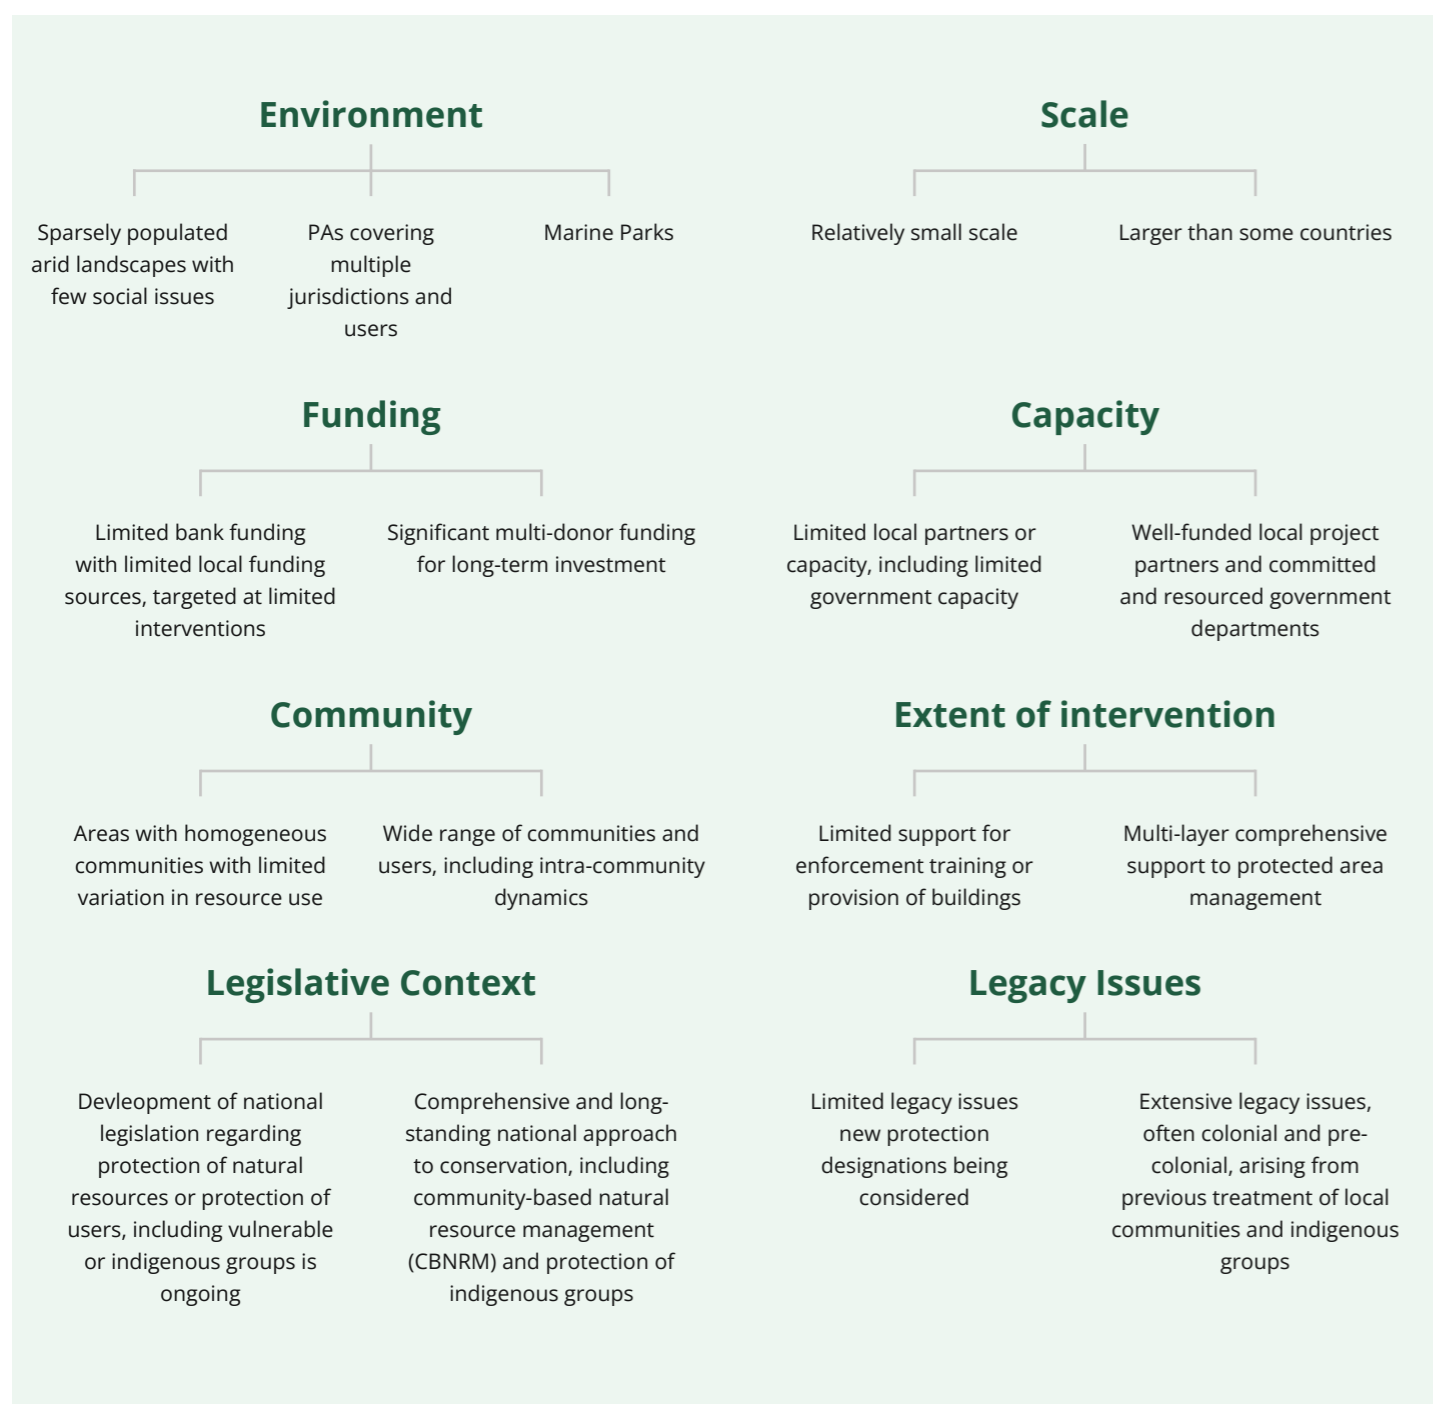 Environment
Sparsely populated
arid landscapes with
few social issues
PAs covering
multiple
jurisdictions and
users
Marine Parks
Scale
Relatively small scale
Larger than some countries
Funding
Limited bank funding
with limited local funding
sources, targeted at limited
interventions
Significant multi-donor funding
for long-term investment
Capacity
Limited local partners or
capacity, including limited
government capacity
Well-funded local project
partners and committed
and resourced government
departments
Community
Areas with homogeneous
communities with limited
variation in resource use
Wide range of communities and
users, including intra-community
dynamics
Extent of intervention
Limited support for
enforcement training or
provision of buildings
Multi-layer comprehensive
support to protected area
management
Legislative Context
Devleopment of national
legislation regarding
protection of natural
resources or protection of
users, including vulnerable
or indigenous groups is
ongoing
Comprehensive and long-
standing national approach
to conservation, including
community-based natural
resource management
(CBNRM) and protection of
indigenous groups
Legacy Issues
Limited legacy issues
new protection
designations being
considered
Extensive legacy issues,
often colonial and pre-
colonial, arising from
previous treatment of local
communities and indigenous
groups